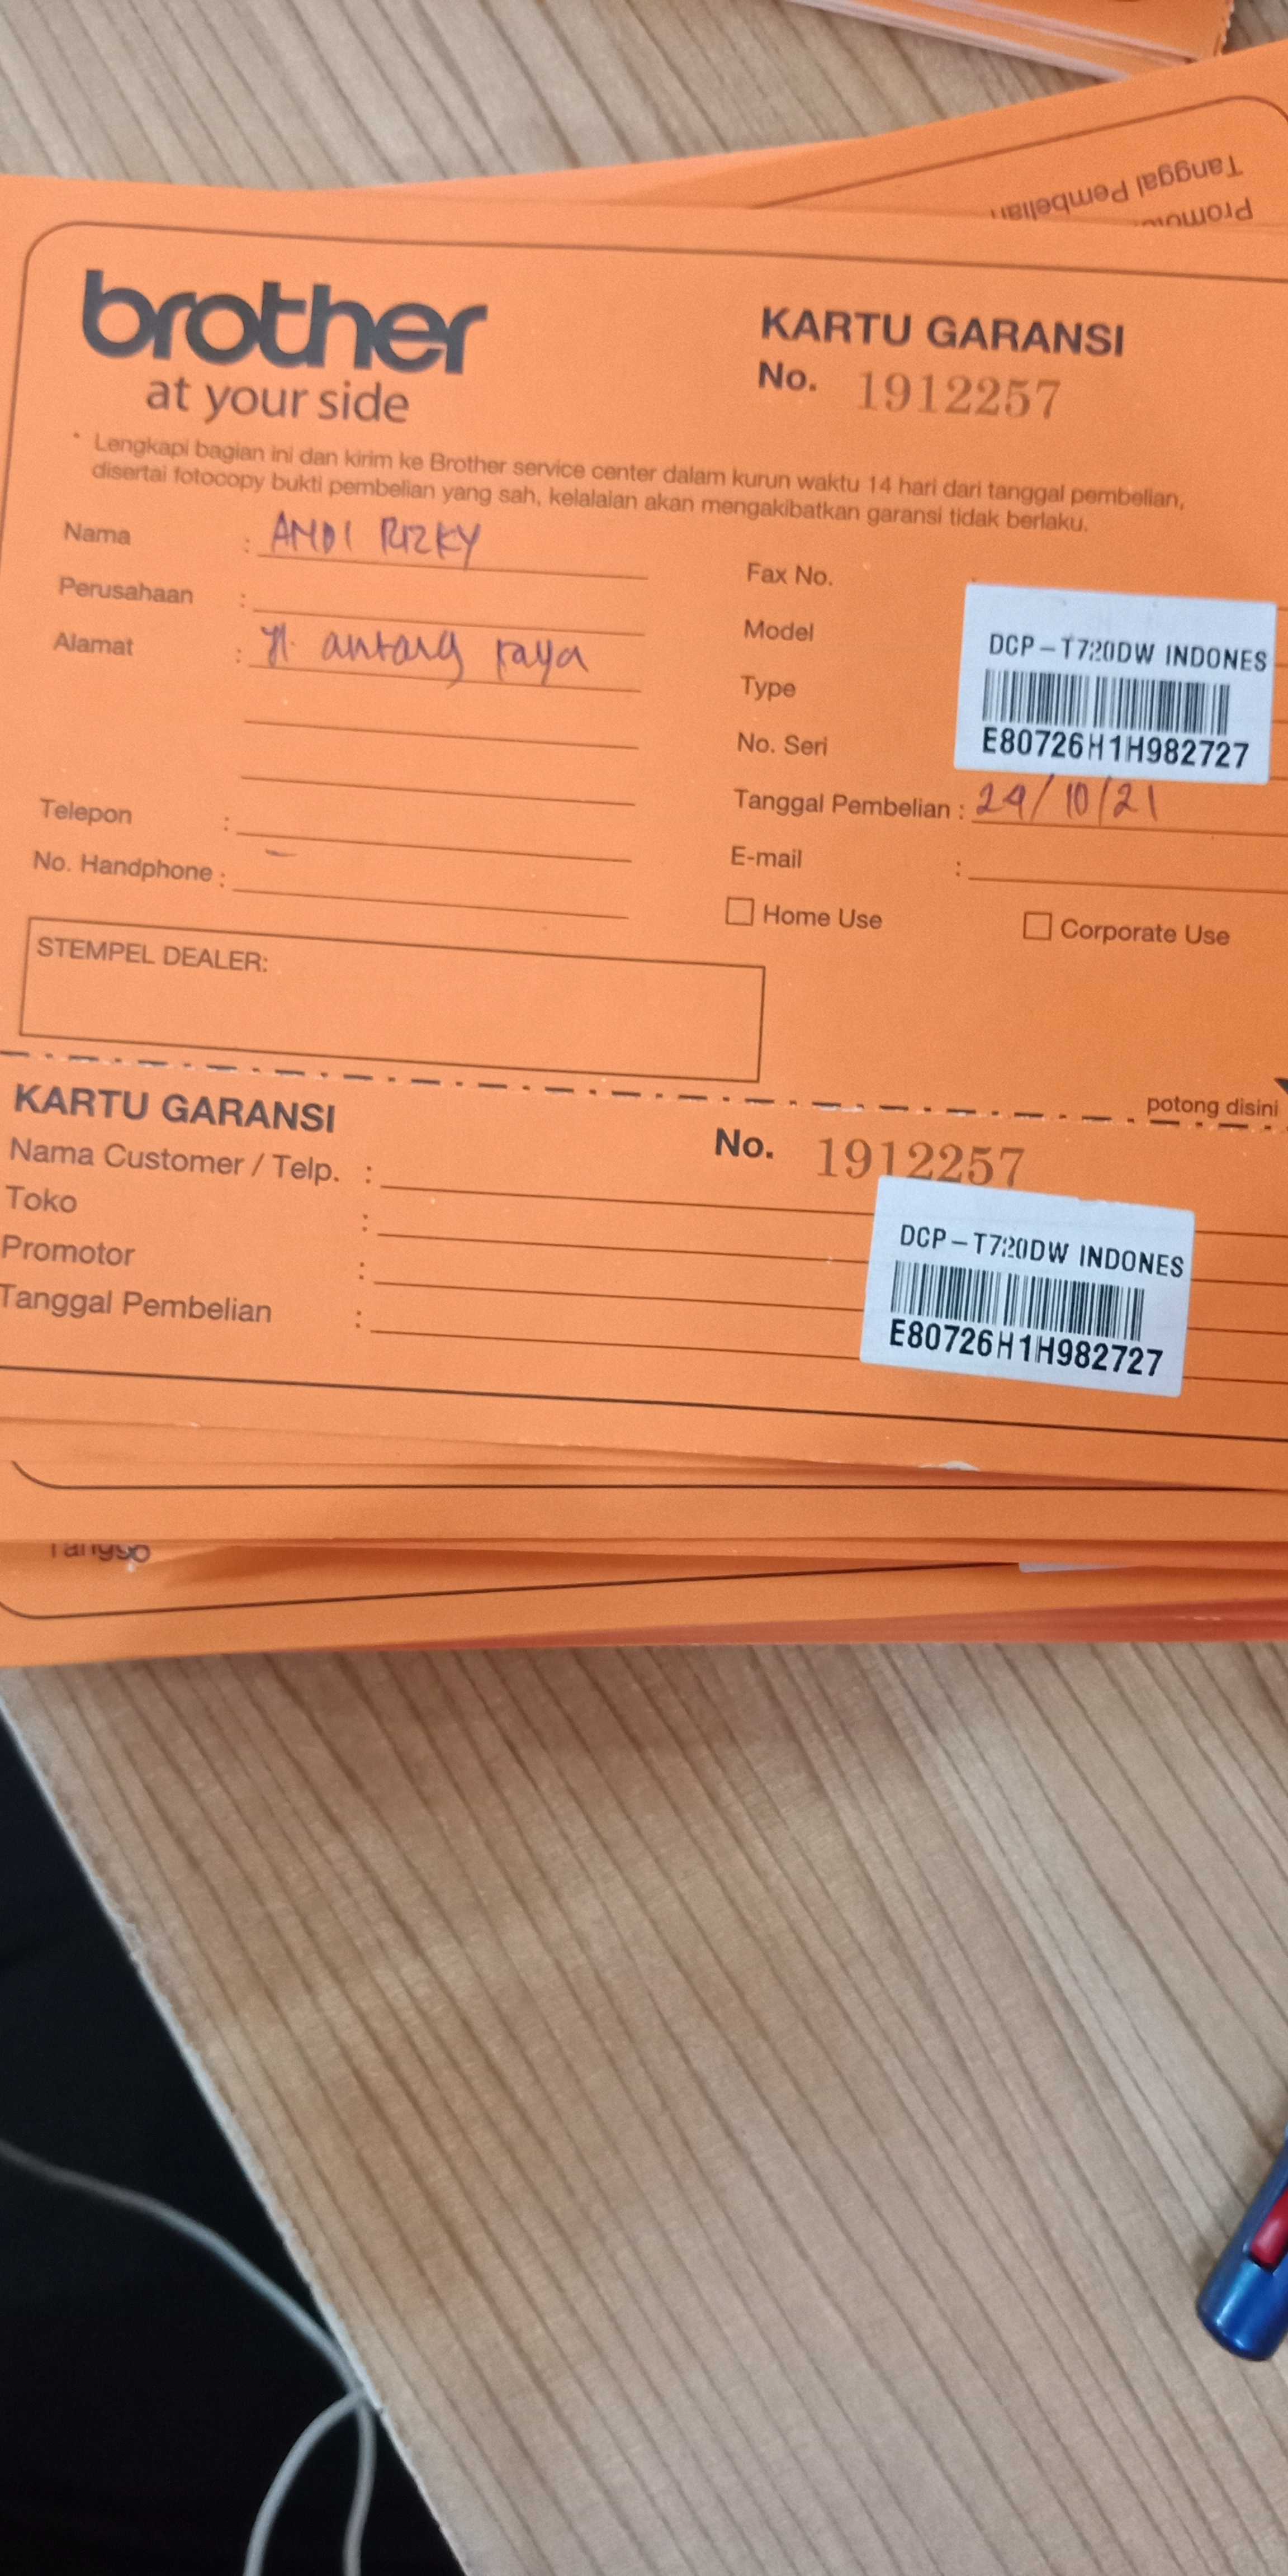 Tanggal Pembelian
brother
at your side
KARTU GARANSI
No. 1912257
* Lengkapi bagian ini dan kirim ke Brother service center dalam kurun waktu 14 hari dari tanggal pembelian,
disertai fotocopy bukti pembelian yang sah, kelalaian akan mengakibatkan garansi tidak berlaku.
Nama : ANDI RIZKY
Perusahaan :
Alamat : Jl. antang raya
Telepon :
No. Handphone :
Fax No.
Model
Type
No. Seri
DCP-T720DW INDONES
E80726H1H982727
Tanggal Pembelian : 24/10/21
E-mail :
Home Use
Corporate Use
STEMPEL DEALER:
potong disini
KARTU GARANSI
No. 1912257
Nama Customer / Telp. :
Toko :
Promotor :
Tanggal Pembelian :
DCP-T720DW INDONES
E80726H1H982727